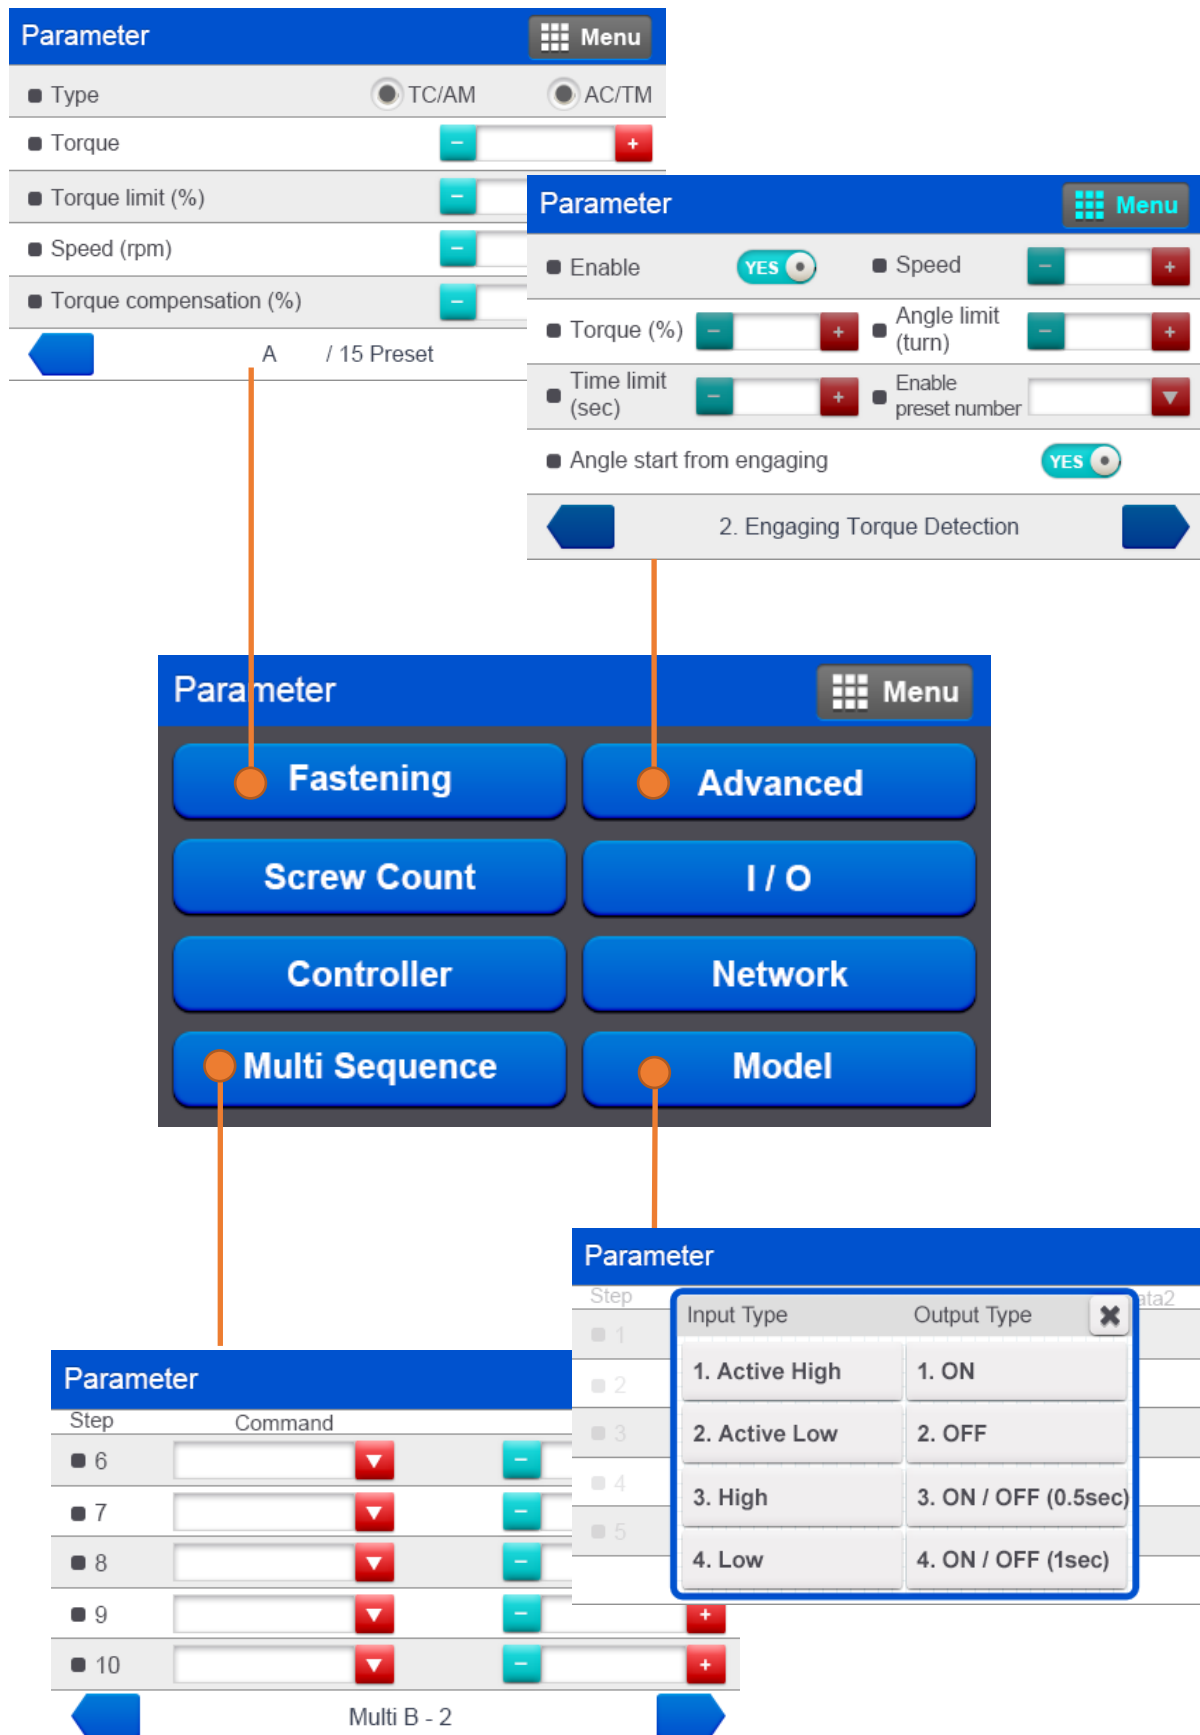 Parameter
Menu
Type
TC/AM
AC/TM
Torque
Torque limit (%)
Speed (rpm)
Torque compensation (%)
A / 15 Preset
Parameter
Menu
Enable
YES
Speed
Torque (%)
Angle limit
(turn)
Time limit
(sec)
Enable
preset number
Angle start from engaging
YES
2. Engaging Torque Detection
Parameter
Menu
Fastening
Advanced
Screw Count
I / O
Controller
Network
Multi Sequence
Model
Parameter
Step
ata2
1
2
3
4
5
Input Type
Output Type
1. Active High
1. ON
2. Active Low
2. OFF
3. High
3. ON / OFF (0.5sec)
4. Low
4. ON / OFF (1sec)
Parameter
Step
Command
6
7
8
9
10
Multi B - 2